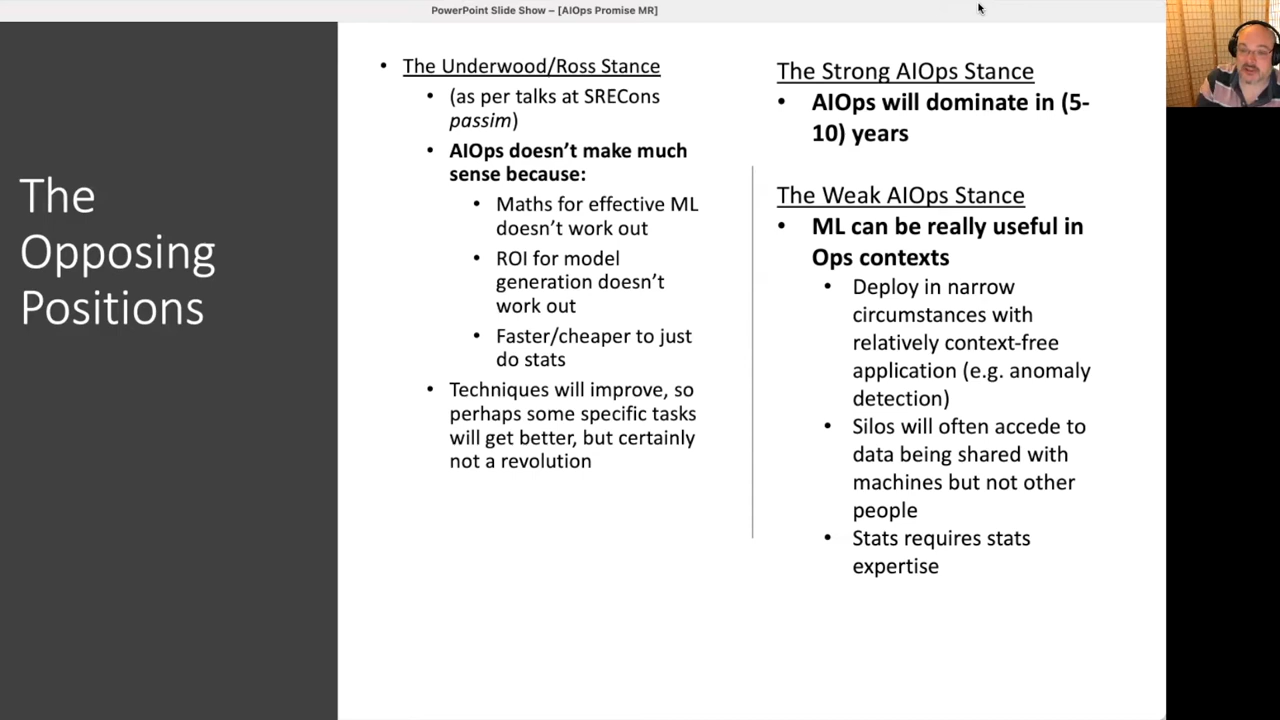 PowerPoint Slide Show – [AIOps Promise MR]
The
Opposing
Positions
• The Underwood/Ross Stance
• (as per talks at SRECons
passim)
• AIOps doesn’t make much
sense because:
• Maths for effective ML
doesn’t work out
• ROI for model
generation doesn’t
work out
• Faster/cheaper to just
do stats
• Techniques will improve, so
perhaps some specific tasks
will get better, but certainly
not a revolution
The Strong AIOps Stance
• AIOps will dominate in (5-
10) years
The Weak AIOps Stance
• ML can be really useful in
Ops contexts
• Deploy in narrow
circumstances with
relatively context-free
application (e.g. anomaly
detection)
• Silos will often accede to
data being shared with
machines but not other
people
• Stats requires stats
expertise